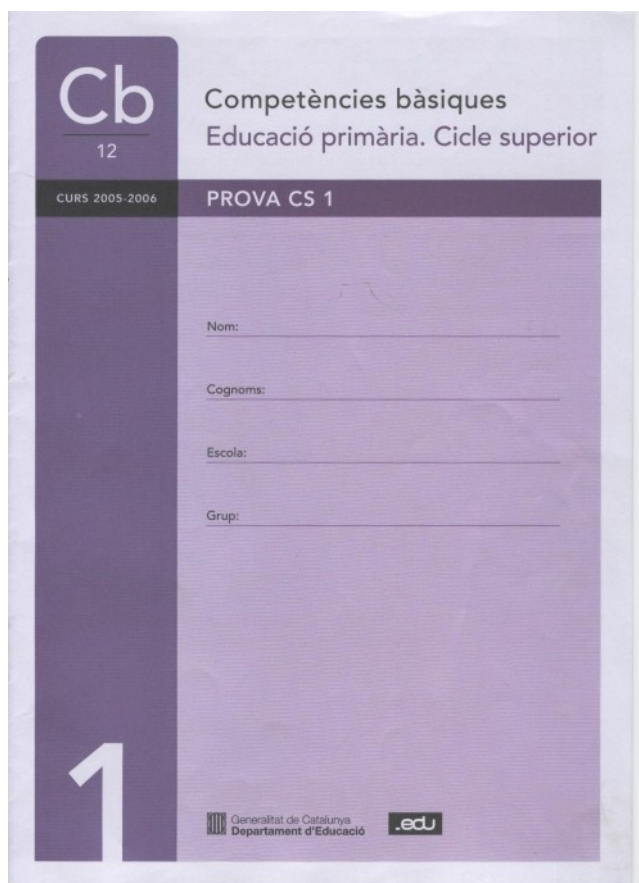 Cb
12
Competències bàsiques
Educació primària. Cicle superior
CURS 2005-2006
PROVA CS 1
Nom:
Cognoms:
Escola:
Grup:
1
Generalitat de Catalunya
Departament d'Educació
.edu